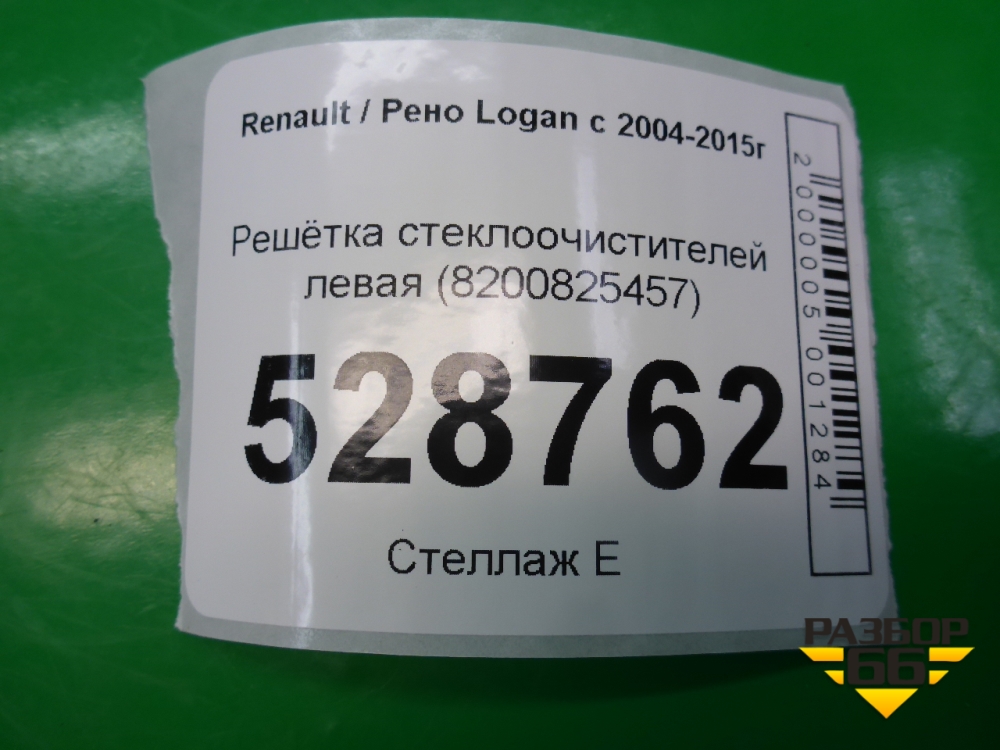 Renault / Рено Logan с 2004-2015г
Решётка стеклоочистителей
левая (8200825457)
528762
Стеллаж Е
2000005001284
РАЗБОР
66